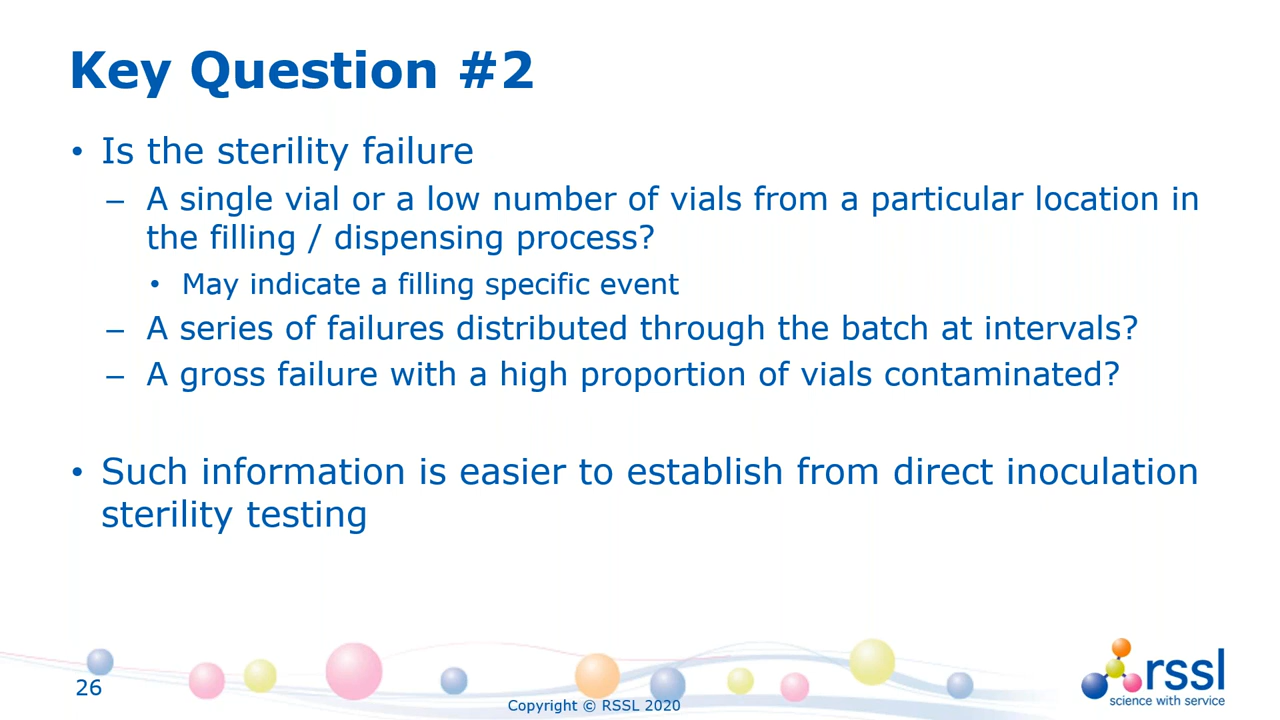 Key Question #2
• Is the sterility failure
– A single vial or a low number of vials from a particular location in
the filling / dispensing process?
• May indicate a filling specific event
– A series of failures distributed through the batch at intervals?
– A gross failure with a high proportion of vials contaminated?
• Such information is easier to establish from direct inoculation
sterility testing
26
Copyright © RSSL 2020
rssl
science with service